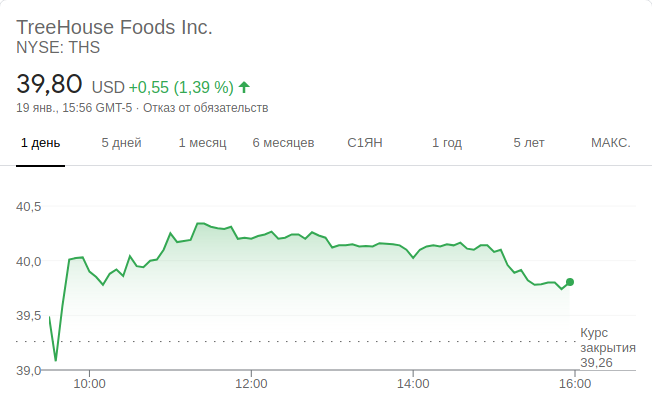 TreeHouse Foods Inc.
NYSE: THS
39,80 USD +0,55 (1,39 %)
19 янв., 15:56 GMT-5 · Отказ от обязательств
1 день 5 дней 1 месяц 6 месяцев С1ЯН 1 год 5 лет МАКС.
40,5
40,0
39,5
39,0
Курс
закрытия
39,26
10:00 12:00 14:00 16:00